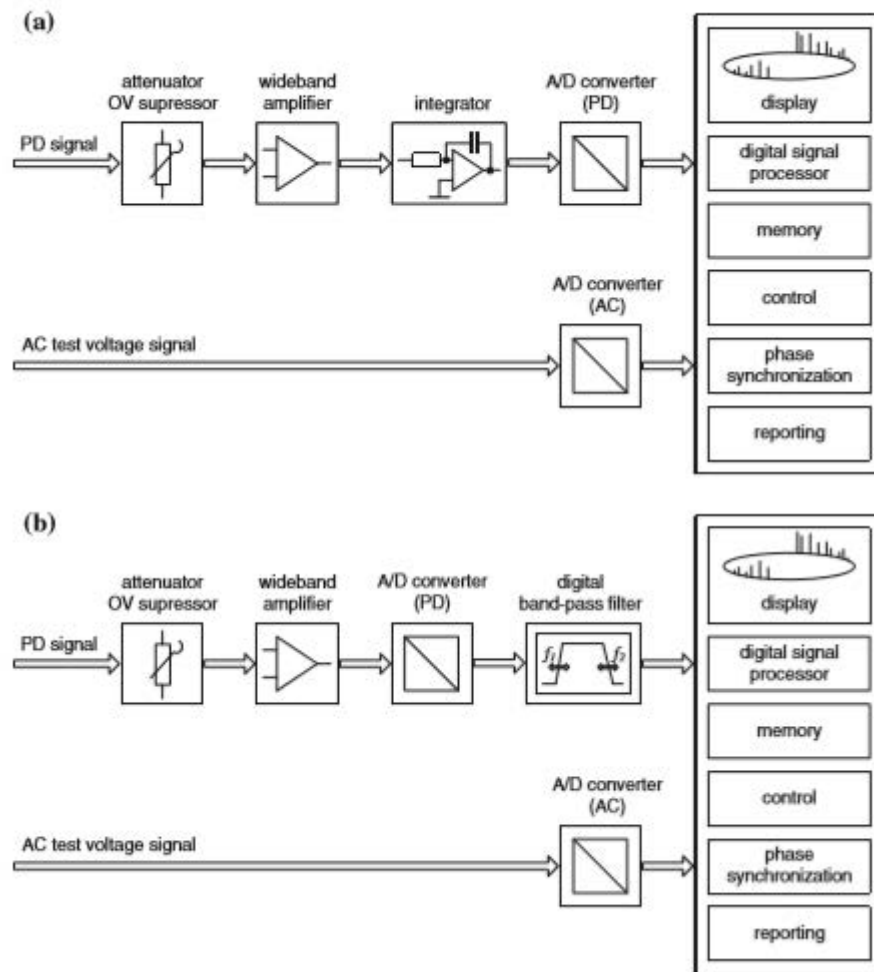 (a)
attenuator
OV supressor
wideband
amplifier
integrator
A/D converter
(PD)
PD signal
display
digital signal
processor
memory
A/D converter
(AC)
control
AC test voltage signal
phase
synchronization
reporting
(b)
attenuator
OV supressor
wideband
amplifier
A/D converter
(PD)
digital
band-pass filter
PD signal
f1
f2
display
digital signal
processor
memory
A/D converter
(AC)
control
AC test voltage signal
phase
synchronization
reporting